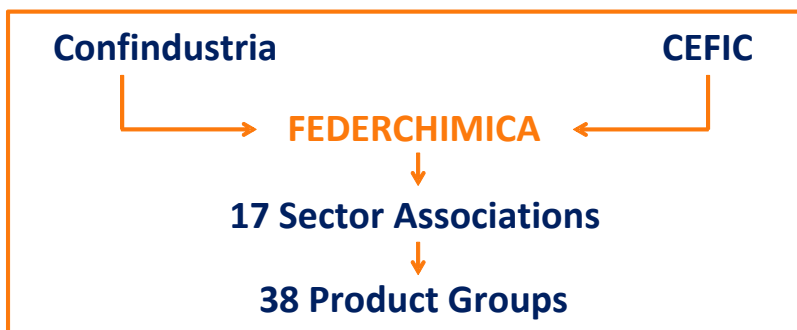 Confindustria
CEFIC
FEDERCHIMICA
17 Sector Associations
38 Product Groups